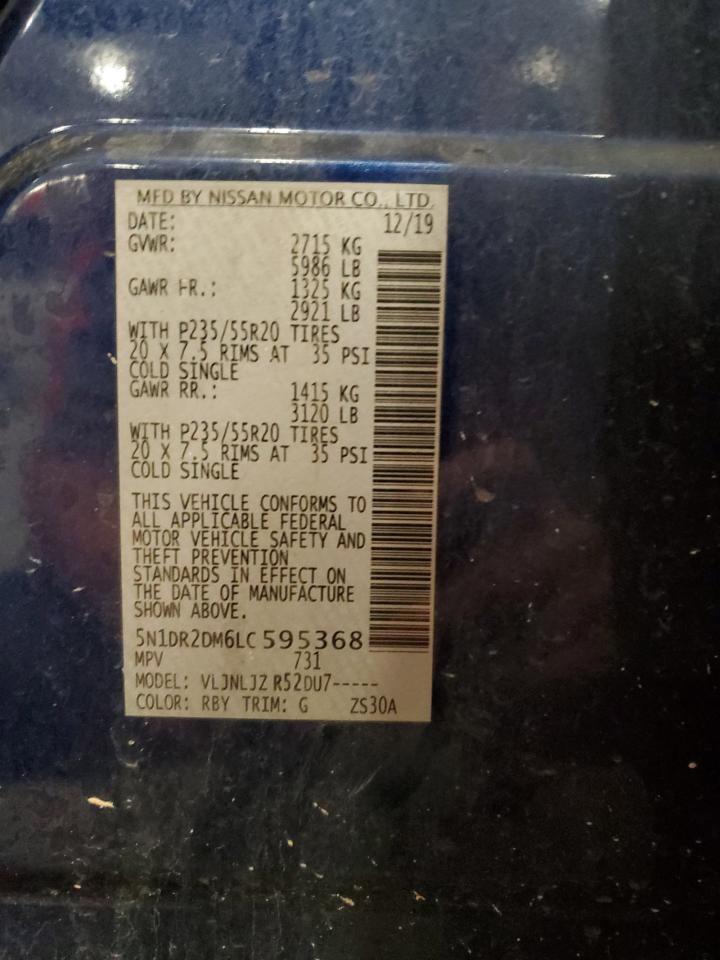 MFD BY NISSAN MOTOR CO., LTD.
DATE: 12/19
GVWR: 2715 KG
5986 LB
GAWR FR.: 1325 KG
2921 LB
WITH P235/55R20 TIRES
20 X 7.5 RIMS AT 35 PSI
COLD SINGLE
GAWR RR.: 1415 KG
3120 LB
WITH P235/55R20 TIRES
20 X 7.5 RIMS AT 35 PSI
COLD SINGLE
THIS VEHICLE CONFORMS TO
ALL APPLICABLE FEDERAL
MOTOR VEHICLE SAFETY AND
THEFT PREVENTION
STANDARDS IN EFFECT ON
THE DATE OF MANUFACTURE
SHOWN ABOVE.
5N1DR2DM6LC595368
MPV 731
MODEL: VLJNLJZ R52DU7-----
COLOR: RBY TRIM: G ZS30A